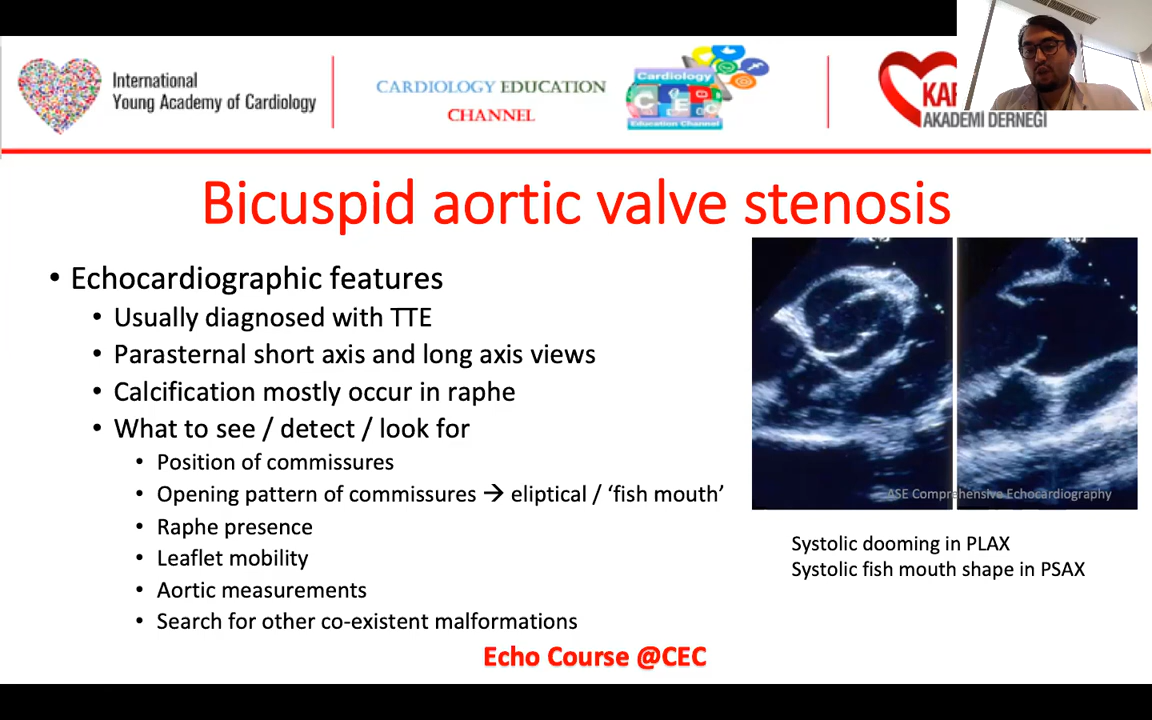 International
Young Academy of Cardiology
CARDIOLOGY EDUCATION
CHANNEL
Cardiology
C E C
Education Channel
AKADEMI DERNEGI
Bicuspid aortic valve stenosis
• Echocardiographic features
• Usually diagnosed with TTE
• Parasternal short axis and long axis views
• Calcification mostly occur in raphe
• What to see / detect / look for
• Position of commissures
• Opening pattern of commissures → eliptical / ‘fish mouth’
• Raphe presence
• Leaflet mobility
• Aortic measurements
• Search for other co-existent malformations
ASE Comprehensive Echocardiography
Systolic dooming in PLAX
Systolic fish mouth shape in PSAX
Echo Course @CEC